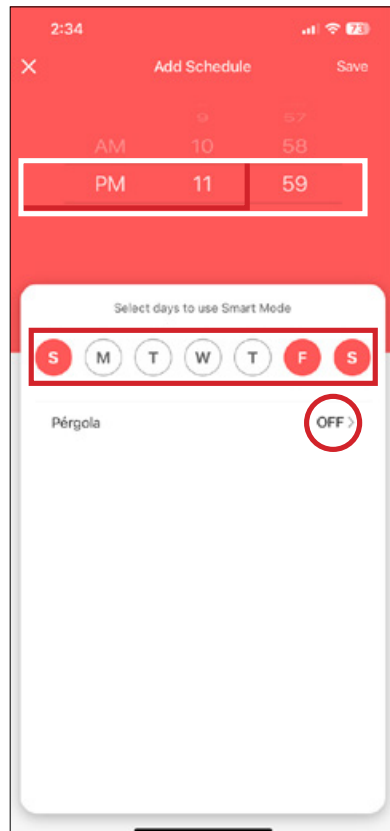 2:34 73
× Add Schedule Save
9 57
AM 10 58
PM 11 59
Select days to use Smart Mode
S M T W T F S
Pérgola OFF >